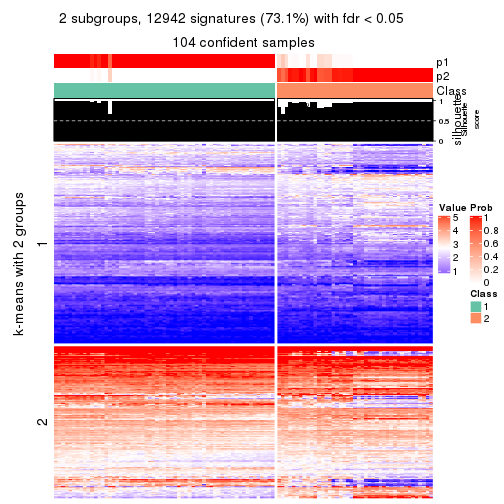 2 subgroups, 12942 signatures (73.1%) with fdr < 0.05
104 confident samples
p1
p2
Class
silhouette
Silhouette
score
1
0.5
0
k-means with 2 groups
1
2
Value
5
4
3
2
1
Prob
1
0.8
0.6
0.4
0.2
0
Class
1
2